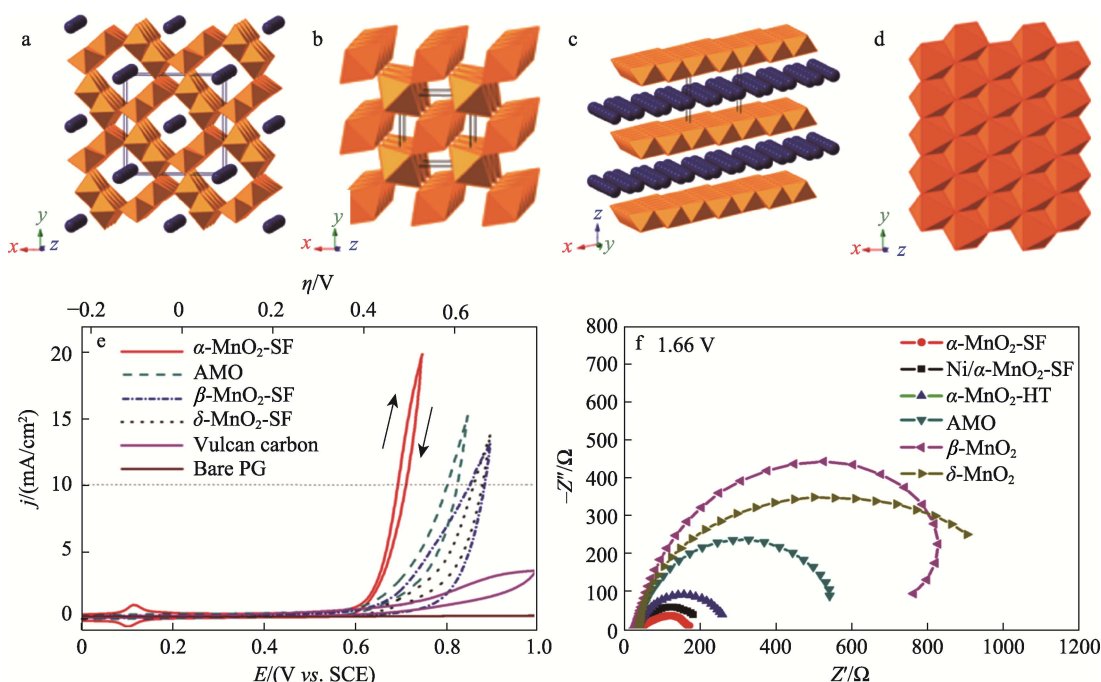 a
b
c
d
y
x z
y
x z
z
x y
y
x z
η/V
−0.2 0 0.2 0.4 0.6
e
α-MnO₂-SF
AMO
β-MnO₂-SF
δ-MnO₂-SF
Vulcan carbon
Bare PG
20
15
10
5
0
j/(mA/cm²)
0 0.2 0.4 0.6 0.8 1.0
E/(V vs. SCE)
f 1.66 V
α-MnO₂-SF
Ni/α-MnO₂-SF
α-MnO₂-HT
AMO
β-MnO₂
δ-MnO₂
800
700
600
500
400
300
200
100
0
−Z″/Ω
0 200 400 600 800 1000 1200
Z′/Ω